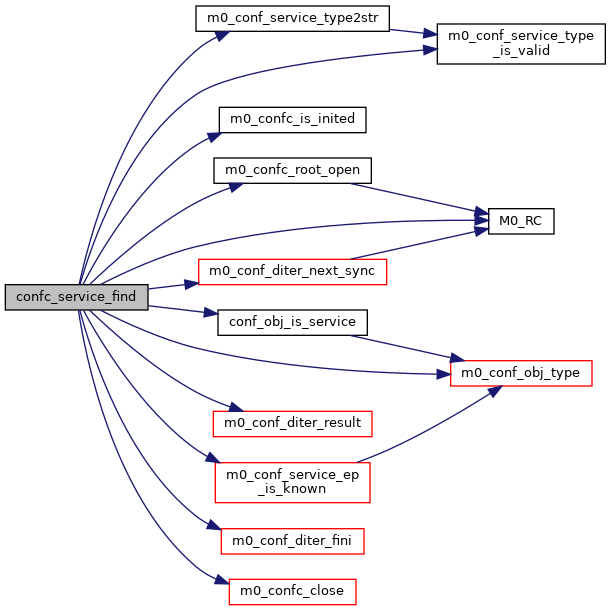 m0_conf_service_type2str
m0_conf_service_type
_is_valid
m0_confc_is_inited
m0_confc_root_open
M0_RC
m0_conf_diter_next_sync
confc_service_find
conf_obj_is_service
m0_conf_obj_type
m0_conf_diter_result
m0_conf_service_ep
_is_known
m0_conf_diter_fini
m0_confc_close